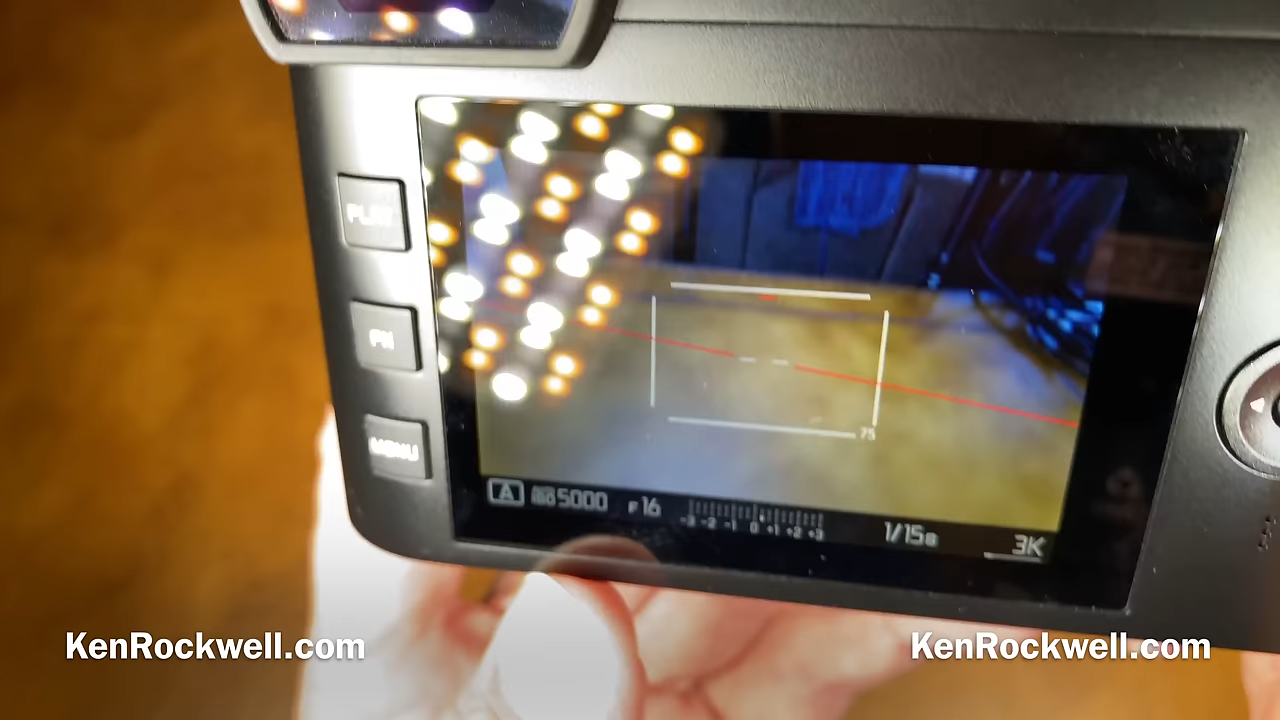 PLAY
FN
MENU
75
A ISO 5000 F 16 -3 -2 -1 0 +1 +2 +3 1/15s 3K
KenRockwell.com KenRockwell.com